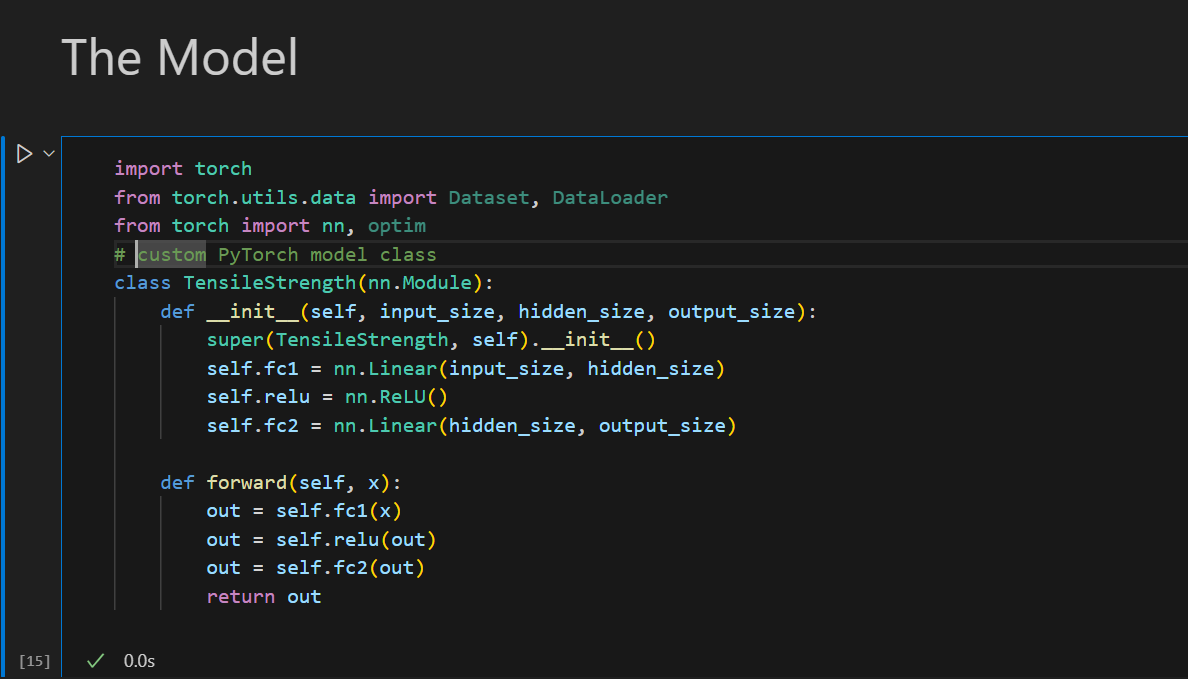 The Model
import torch
from torch.utils.data import Dataset, DataLoader
from torch import nn, optim
# custom PyTorch model class
class TensileStrength(nn.Module):
    def __init__(self, input_size, hidden_size, output_size):
        super(TensileStrength, self).__init__()
        self.fc1 = nn.Linear(input_size, hidden_size)
        self.relu = nn.ReLU()
        self.fc2 = nn.Linear(hidden_size, output_size)
    def forward(self, x):
        out = self.fc1(x)
        out = self.relu(out)
        out = self.fc2(out)
        return out
[15] 0.0s